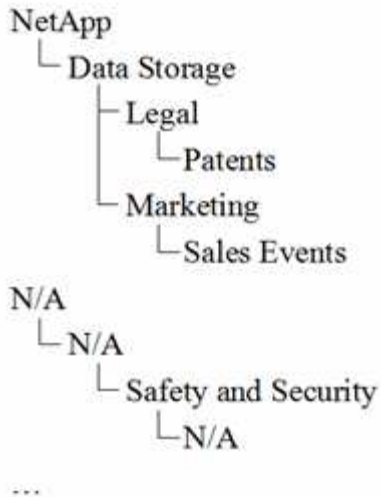 NetApp
Data Storage
Legal
Patents
Marketing
Sales Events
N/A
N/A
Safety and Security
N/A
...